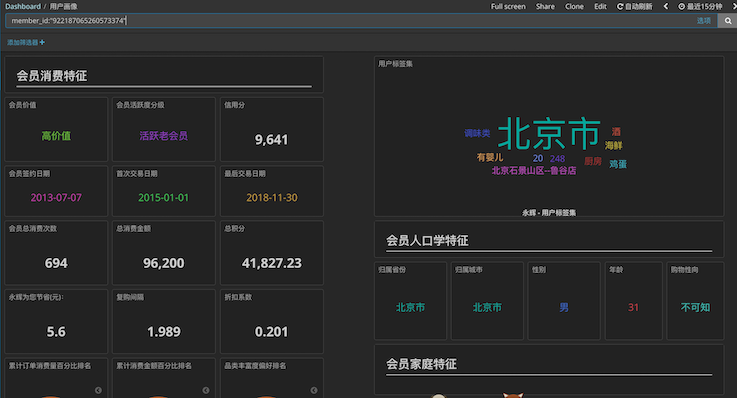 Dashboard / 用户画像
Full screen Share Clone Edit 自动刷新 最近15分钟
member_id:"922187065260573374"
选项
添加筛选器
会员消费特征
会员价值 会员活跃度分级 信用分
高价值 活跃老会员 9,641
会员签约日期 首次交易日期 最后交易日期
2013-07-07 2015-01-01 2018-11-30
会员总消费次数 总消费金额 总积分
694 96,200 41,827.23
永辉为您节省(元): 复购间隔 折扣系数
5.6 1.989 0.201
累计订单消费量百分比排名 累计消费金额百分比排名 品类丰富度偏好排名
用户标签集
调味类 北京市 酒
海鲜
有婴儿 20 248 厨房 鸡蛋
北京石景山区--鲁谷店
永辉 - 用户标签集
会员人口学特征
归属省份 归属城市 性别 年龄 购物性向
北京市 北京市 男 31 不可知
会员家庭特征